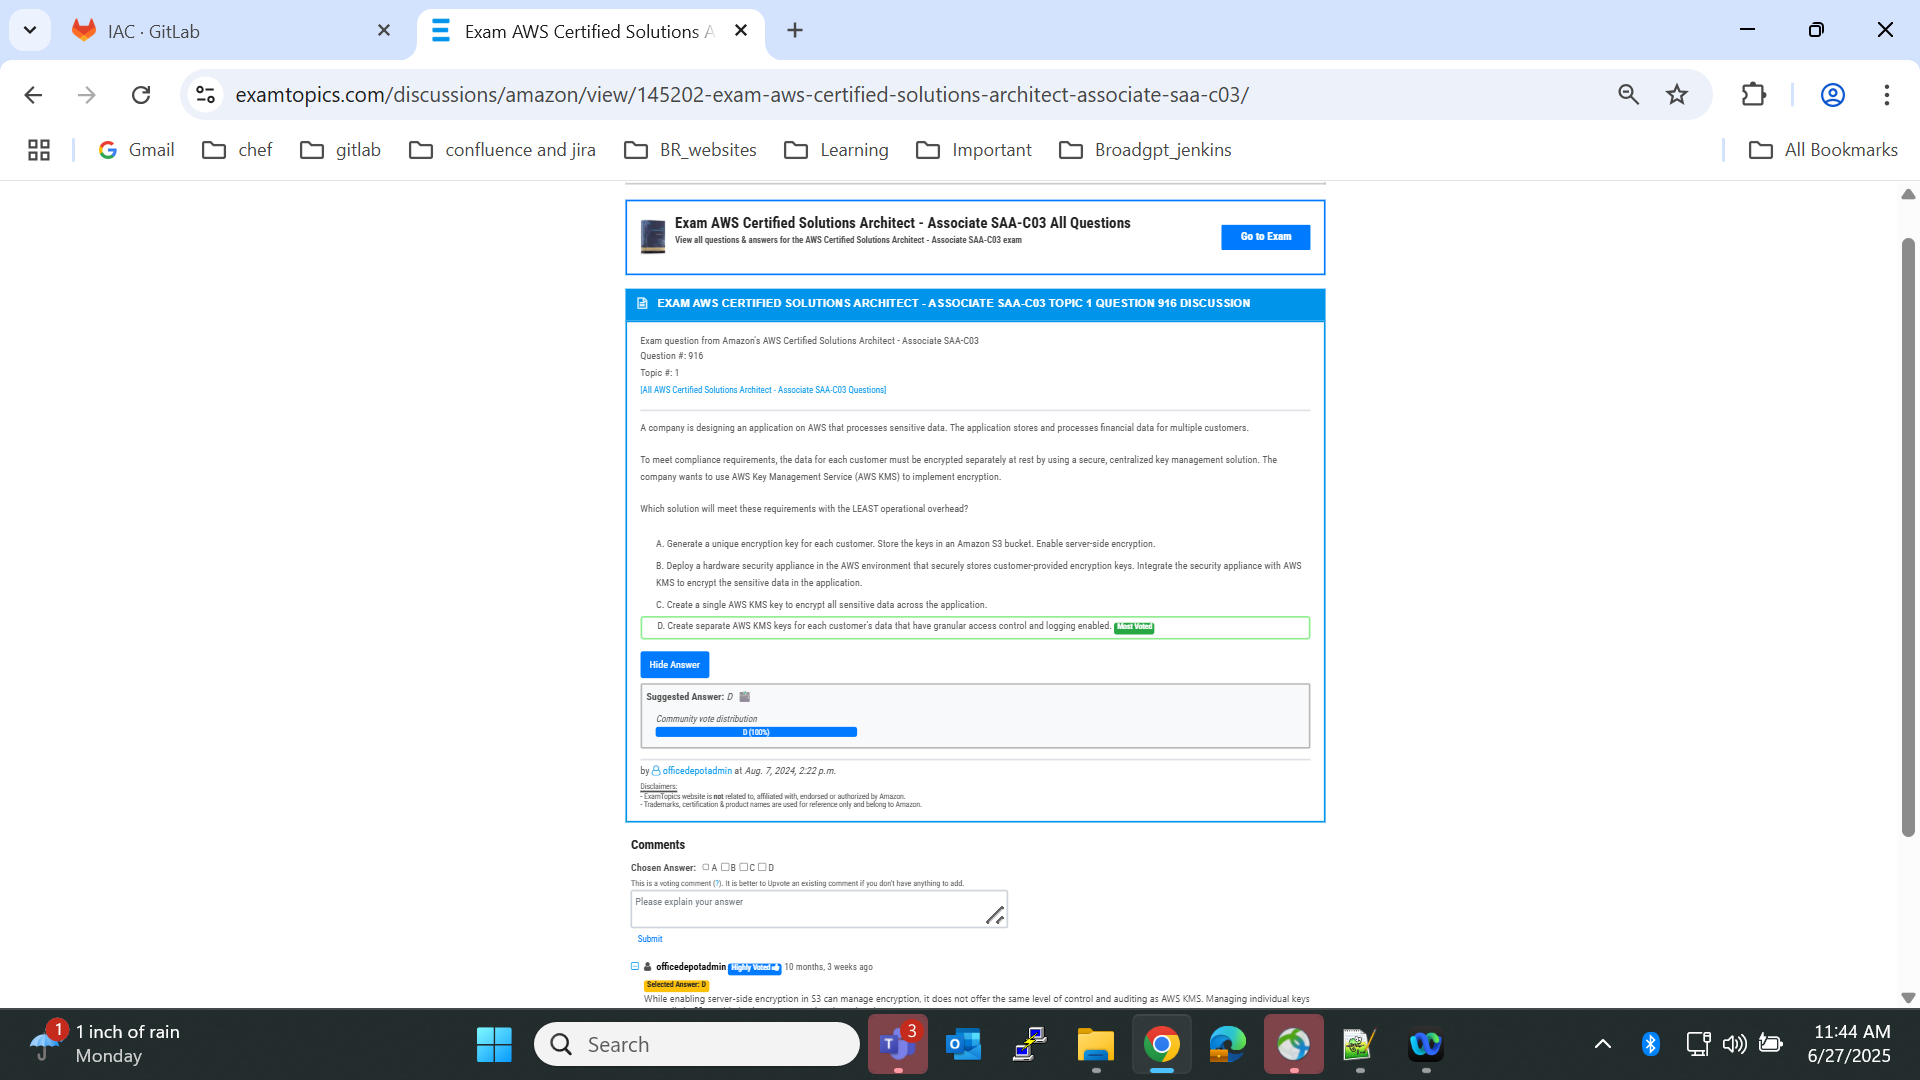 IAC · GitLab
Exam AWS Certified Solutions A
examtopics.com/discussions/amazon/view/145202-exam-aws-certified-solutions-architect-associate-saa-c03/
Gmail chef gitlab confluence and jira BR_websites Learning Important Broadgpt_jenkins All Bookmarks
Exam AWS Certified Solutions Architect - Associate SAA-C03 All Questions
View all questions & answers for the AWS Certified Solutions Architect - Associate SAA-C03 exam
Go to Exam
EXAM AWS CERTIFIED SOLUTIONS ARCHITECT - ASSOCIATE SAA-C03 TOPIC 1 QUESTION 916 DISCUSSION
Exam question from Amazon's AWS Certified Solutions Architect - Associate SAA-C03
Question #: 916
Topic #: 1
[All AWS Certified Solutions Architect - Associate SAA-C03 Questions]
A company is designing an application on AWS that processes sensitive data. The application stores and processes financial data for multiple customers.
To meet compliance requirements, the data for each customer must be encrypted separately at rest by using a secure, centralized key management solution. The
company wants to use AWS Key Management Service (AWS KMS) to implement encryption.
Which solution will meet these requirements with the LEAST operational overhead?
A. Generate a unique encryption key for each customer. Store the keys in an Amazon S3 bucket. Enable server-side encryption.
B. Deploy a hardware security appliance in the AWS environment that securely stores customer-provided encryption keys. Integrate the security appliance with AWS
KMS to encrypt the sensitive data in the application.
C. Create a single AWS KMS key to encrypt all sensitive data across the application.
D. Create separate AWS KMS keys for each customer's data that have granular access control and logging enabled. Most Voted
Hide Answer
Suggested Answer: D
Community vote distribution
D (100%)
by officedepotadmin at Aug. 7, 2024, 2:22 p.m.
Disclaimers:
- ExamTopics website is not related to, affiliated with, endorsed or authorized by Amazon.
- Trademarks, certification & product names are used for reference only and belong to Amazon.
Comments
Chosen Answer: A B C D
This is a voting comment (?). It is better to Upvote an existing comment if you don't have anything to add.
Please explain your answer
Submit
officedepotadmin Highly Voted 10 months, 3 weeks ago
Selected Answer: D
While enabling server-side encryption in S3 can manage encryption, it does not offer the same level of control and auditing as AWS KMS. Managing individual keys
1
1 inch of rain
Monday
Search
3
11:44 AM
6/27/2025